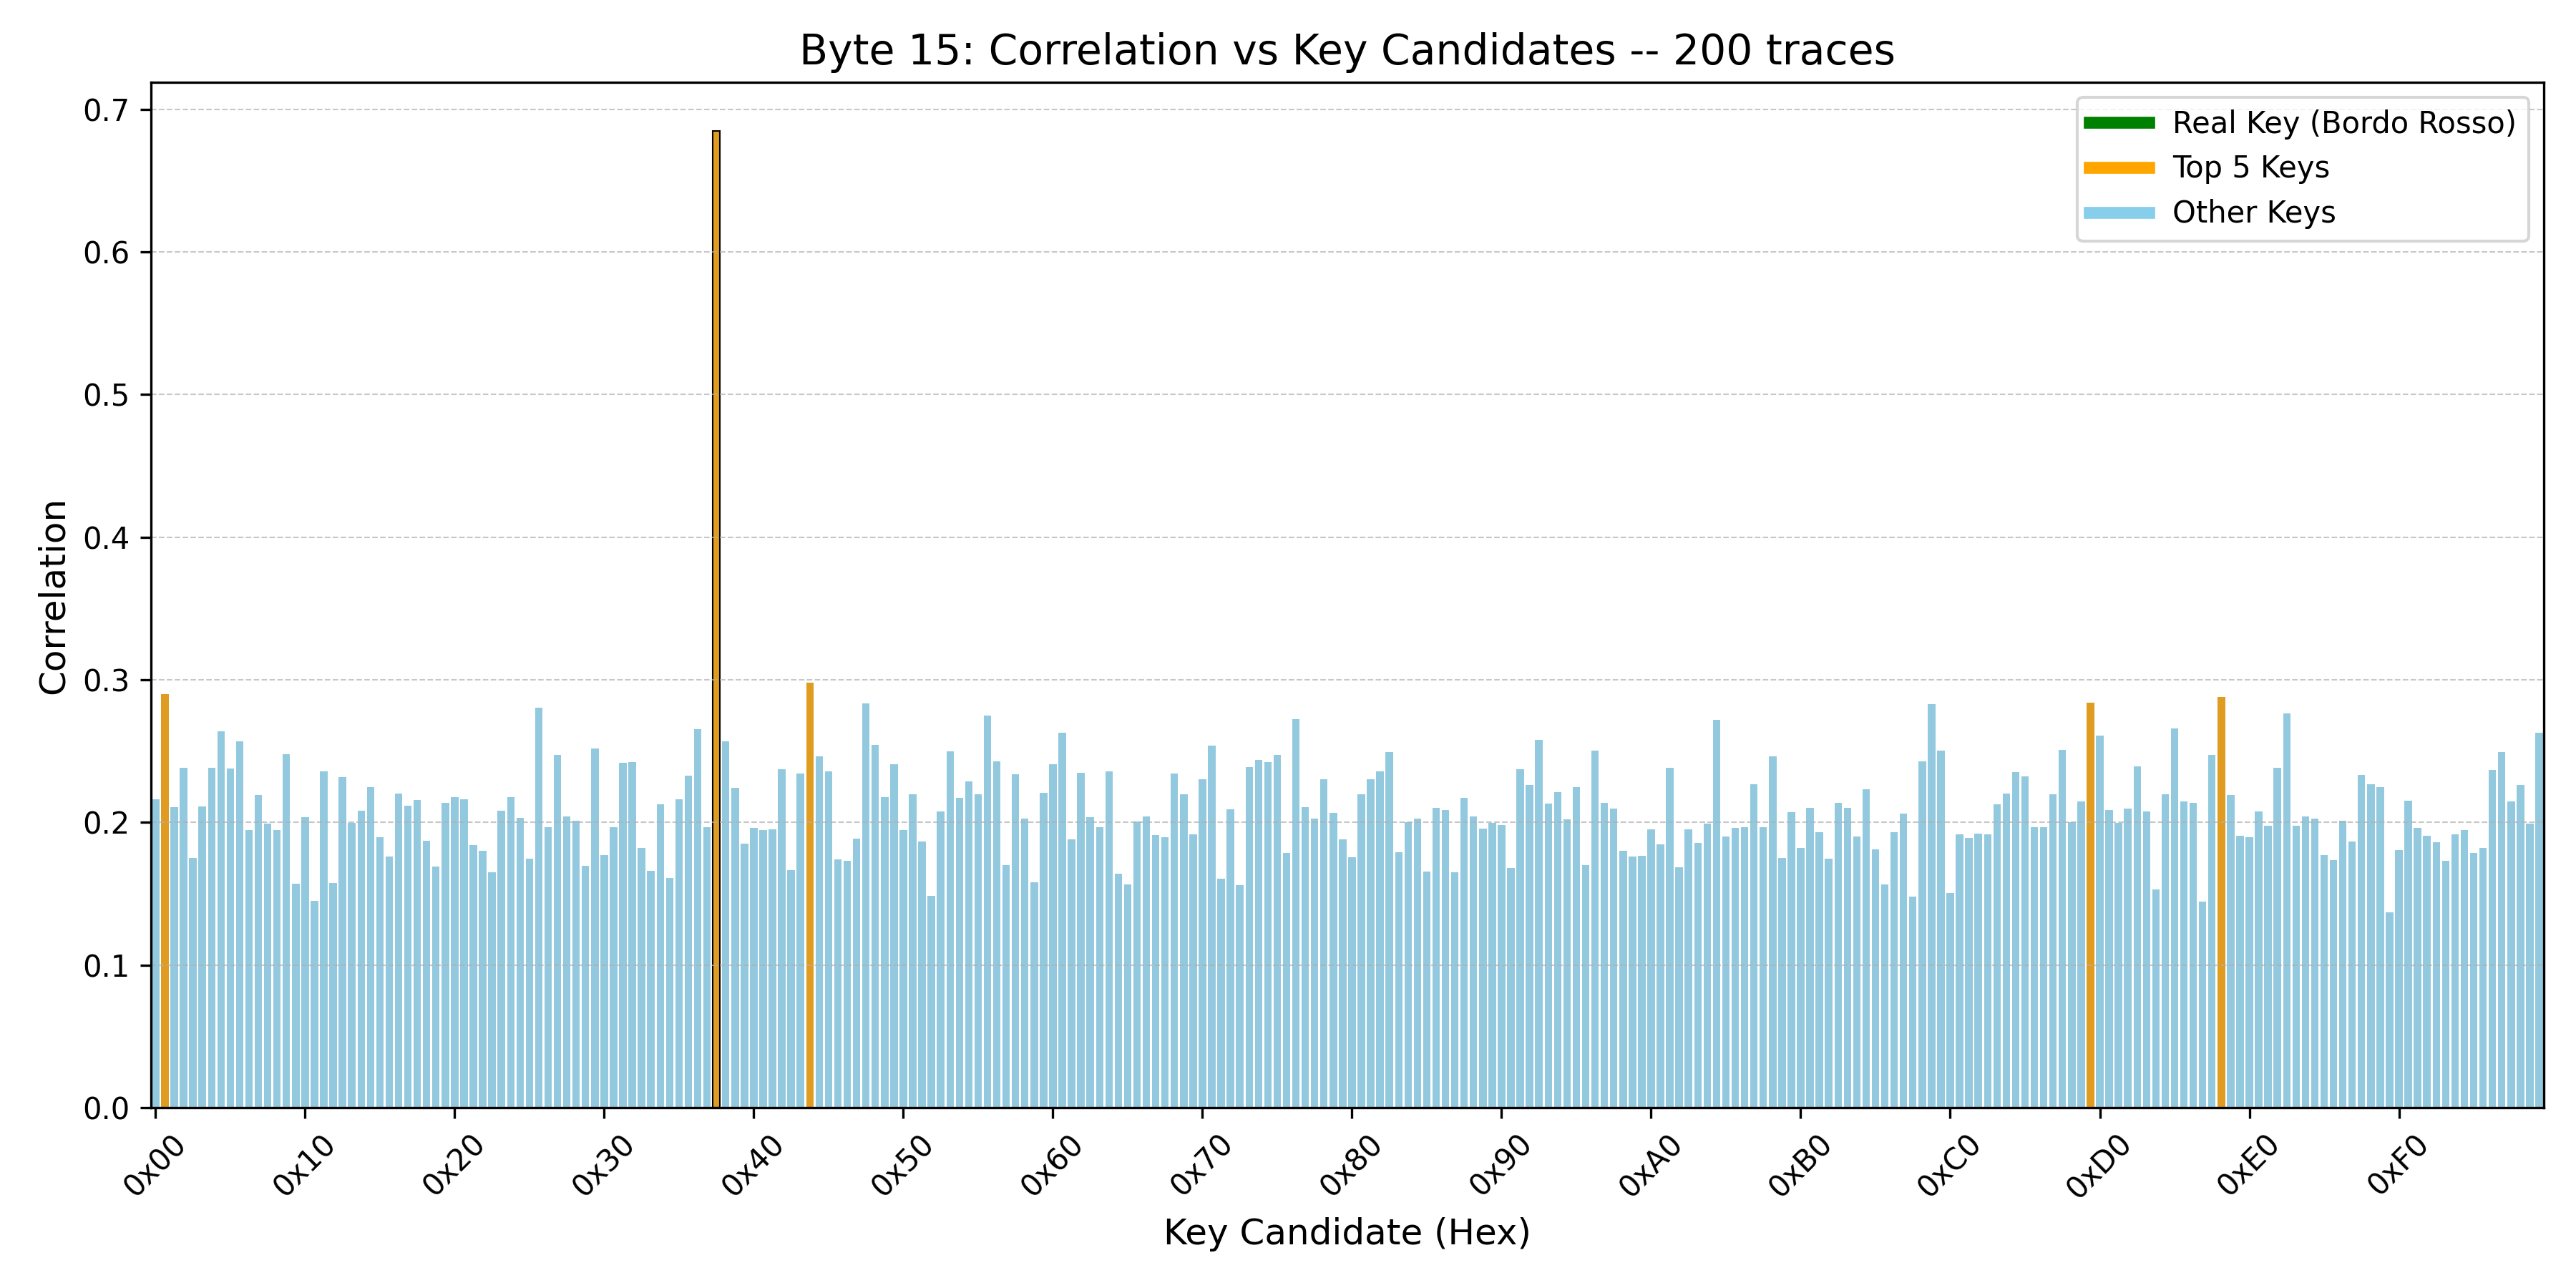 Byte 15: Correlation vs Key Candidates -- 200 traces
Real Key (Bordo Rosso)
Top 5 Keys
Other Keys
Correlation
0.7
0.6
0.5
0.4
0.3
0.2
0.1
0.0
0x00
0x10
0x20
0x30
0x40
0x50
0x60
0x70
0x80
0x90
0xA0
0xB0
0xC0
0xD0
0xE0
0xF0
Key Candidate (Hex)